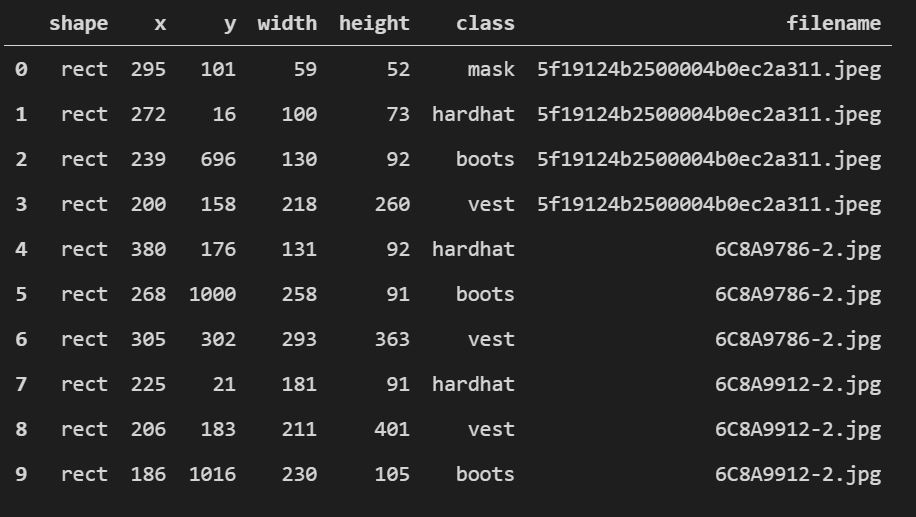 shape x y width height class filename
0 rect 295 101 59 52 mask 5f19124b2500004b0ec2a311.jpeg
1 rect 272 16 100 73 hardhat 5f19124b2500004b0ec2a311.jpeg
2 rect 239 696 130 92 boots 5f19124b2500004b0ec2a311.jpeg
3 rect 200 158 218 260 vest 5f19124b2500004b0ec2a311.jpeg
4 rect 380 176 131 92 hardhat 6C8A9786-2.jpg
5 rect 268 1000 258 91 boots 6C8A9786-2.jpg
6 rect 305 302 293 363 vest 6C8A9786-2.jpg
7 rect 225 21 181 91 hardhat 6C8A9912-2.jpg
8 rect 206 183 211 401 vest 6C8A9912-2.jpg
9 rect 186 1016 230 105 boots 6C8A9912-2.jpg